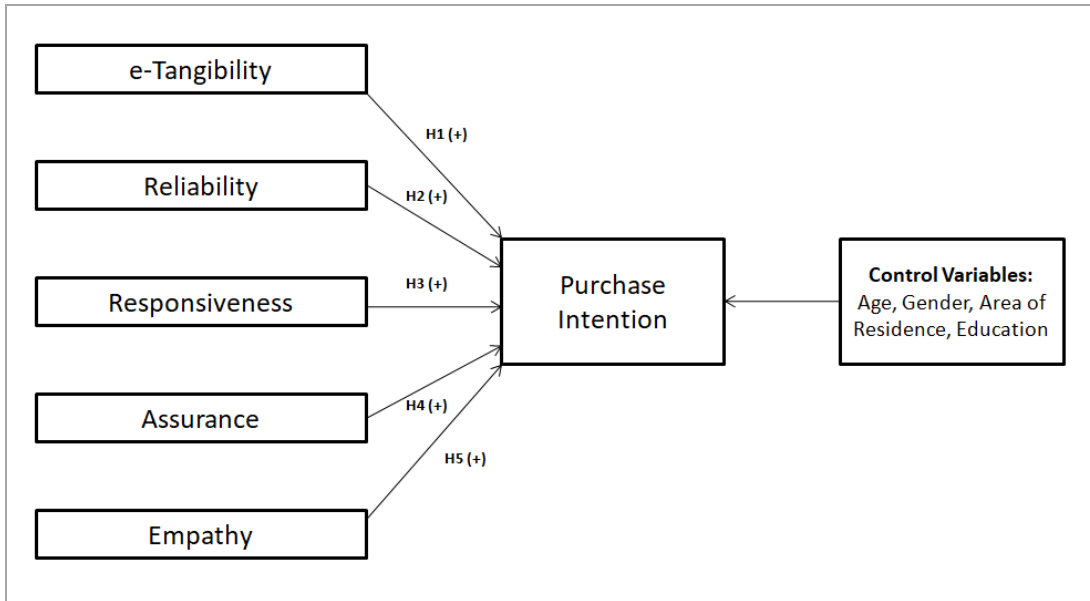 e-Tangibility
H1 (+)
Reliability
H2 (+)
Responsiveness
H3 (+)
Assurance
H4 (+)
Empathy
H5 (+)
Purchase
Intention
Control Variables:
Age, Gender, Area of
Residence, Education